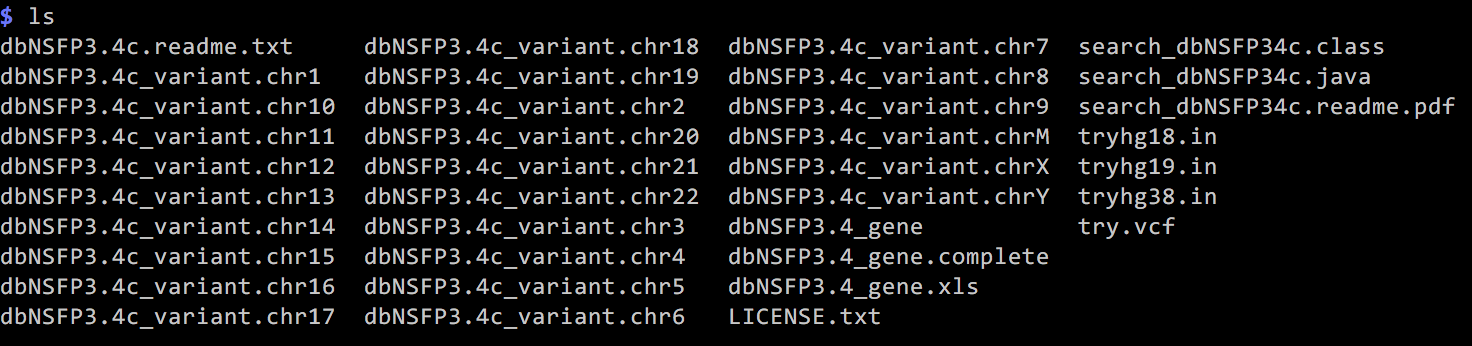 $ ls
dbNSFP3.4c.readme.txt dbNSFP3.4c_variant.chr18 dbNSFP3.4c_variant.chr7 search_dbNSFP34c.class
dbNSFP3.4c_variant.chr1 dbNSFP3.4c_variant.chr19 dbNSFP3.4c_variant.chr8 search_dbNSFP34c.java
dbNSFP3.4c_variant.chr10 dbNSFP3.4c_variant.chr2 dbNSFP3.4c_variant.chr9 search_dbNSFP34c.readme.pdf
dbNSFP3.4c_variant.chr11 dbNSFP3.4c_variant.chr20 dbNSFP3.4c_variant.chrM tryhg18.in
dbNSFP3.4c_variant.chr12 dbNSFP3.4c_variant.chr21 dbNSFP3.4c_variant.chrX tryhg19.in
dbNSFP3.4c_variant.chr13 dbNSFP3.4c_variant.chr22 dbNSFP3.4c_variant.chrY tryhg38.in
dbNSFP3.4c_variant.chr14 dbNSFP3.4c_variant.chr3 dbNSFP3.4_gene try.vcf
dbNSFP3.4c_variant.chr15 dbNSFP3.4c_variant.chr4 dbNSFP3.4_gene.complete
dbNSFP3.4c_variant.chr16 dbNSFP3.4c_variant.chr5 dbNSFP3.4_gene.xls
dbNSFP3.4c_variant.chr17 dbNSFP3.4c_variant.chr6 LICENSE.txt